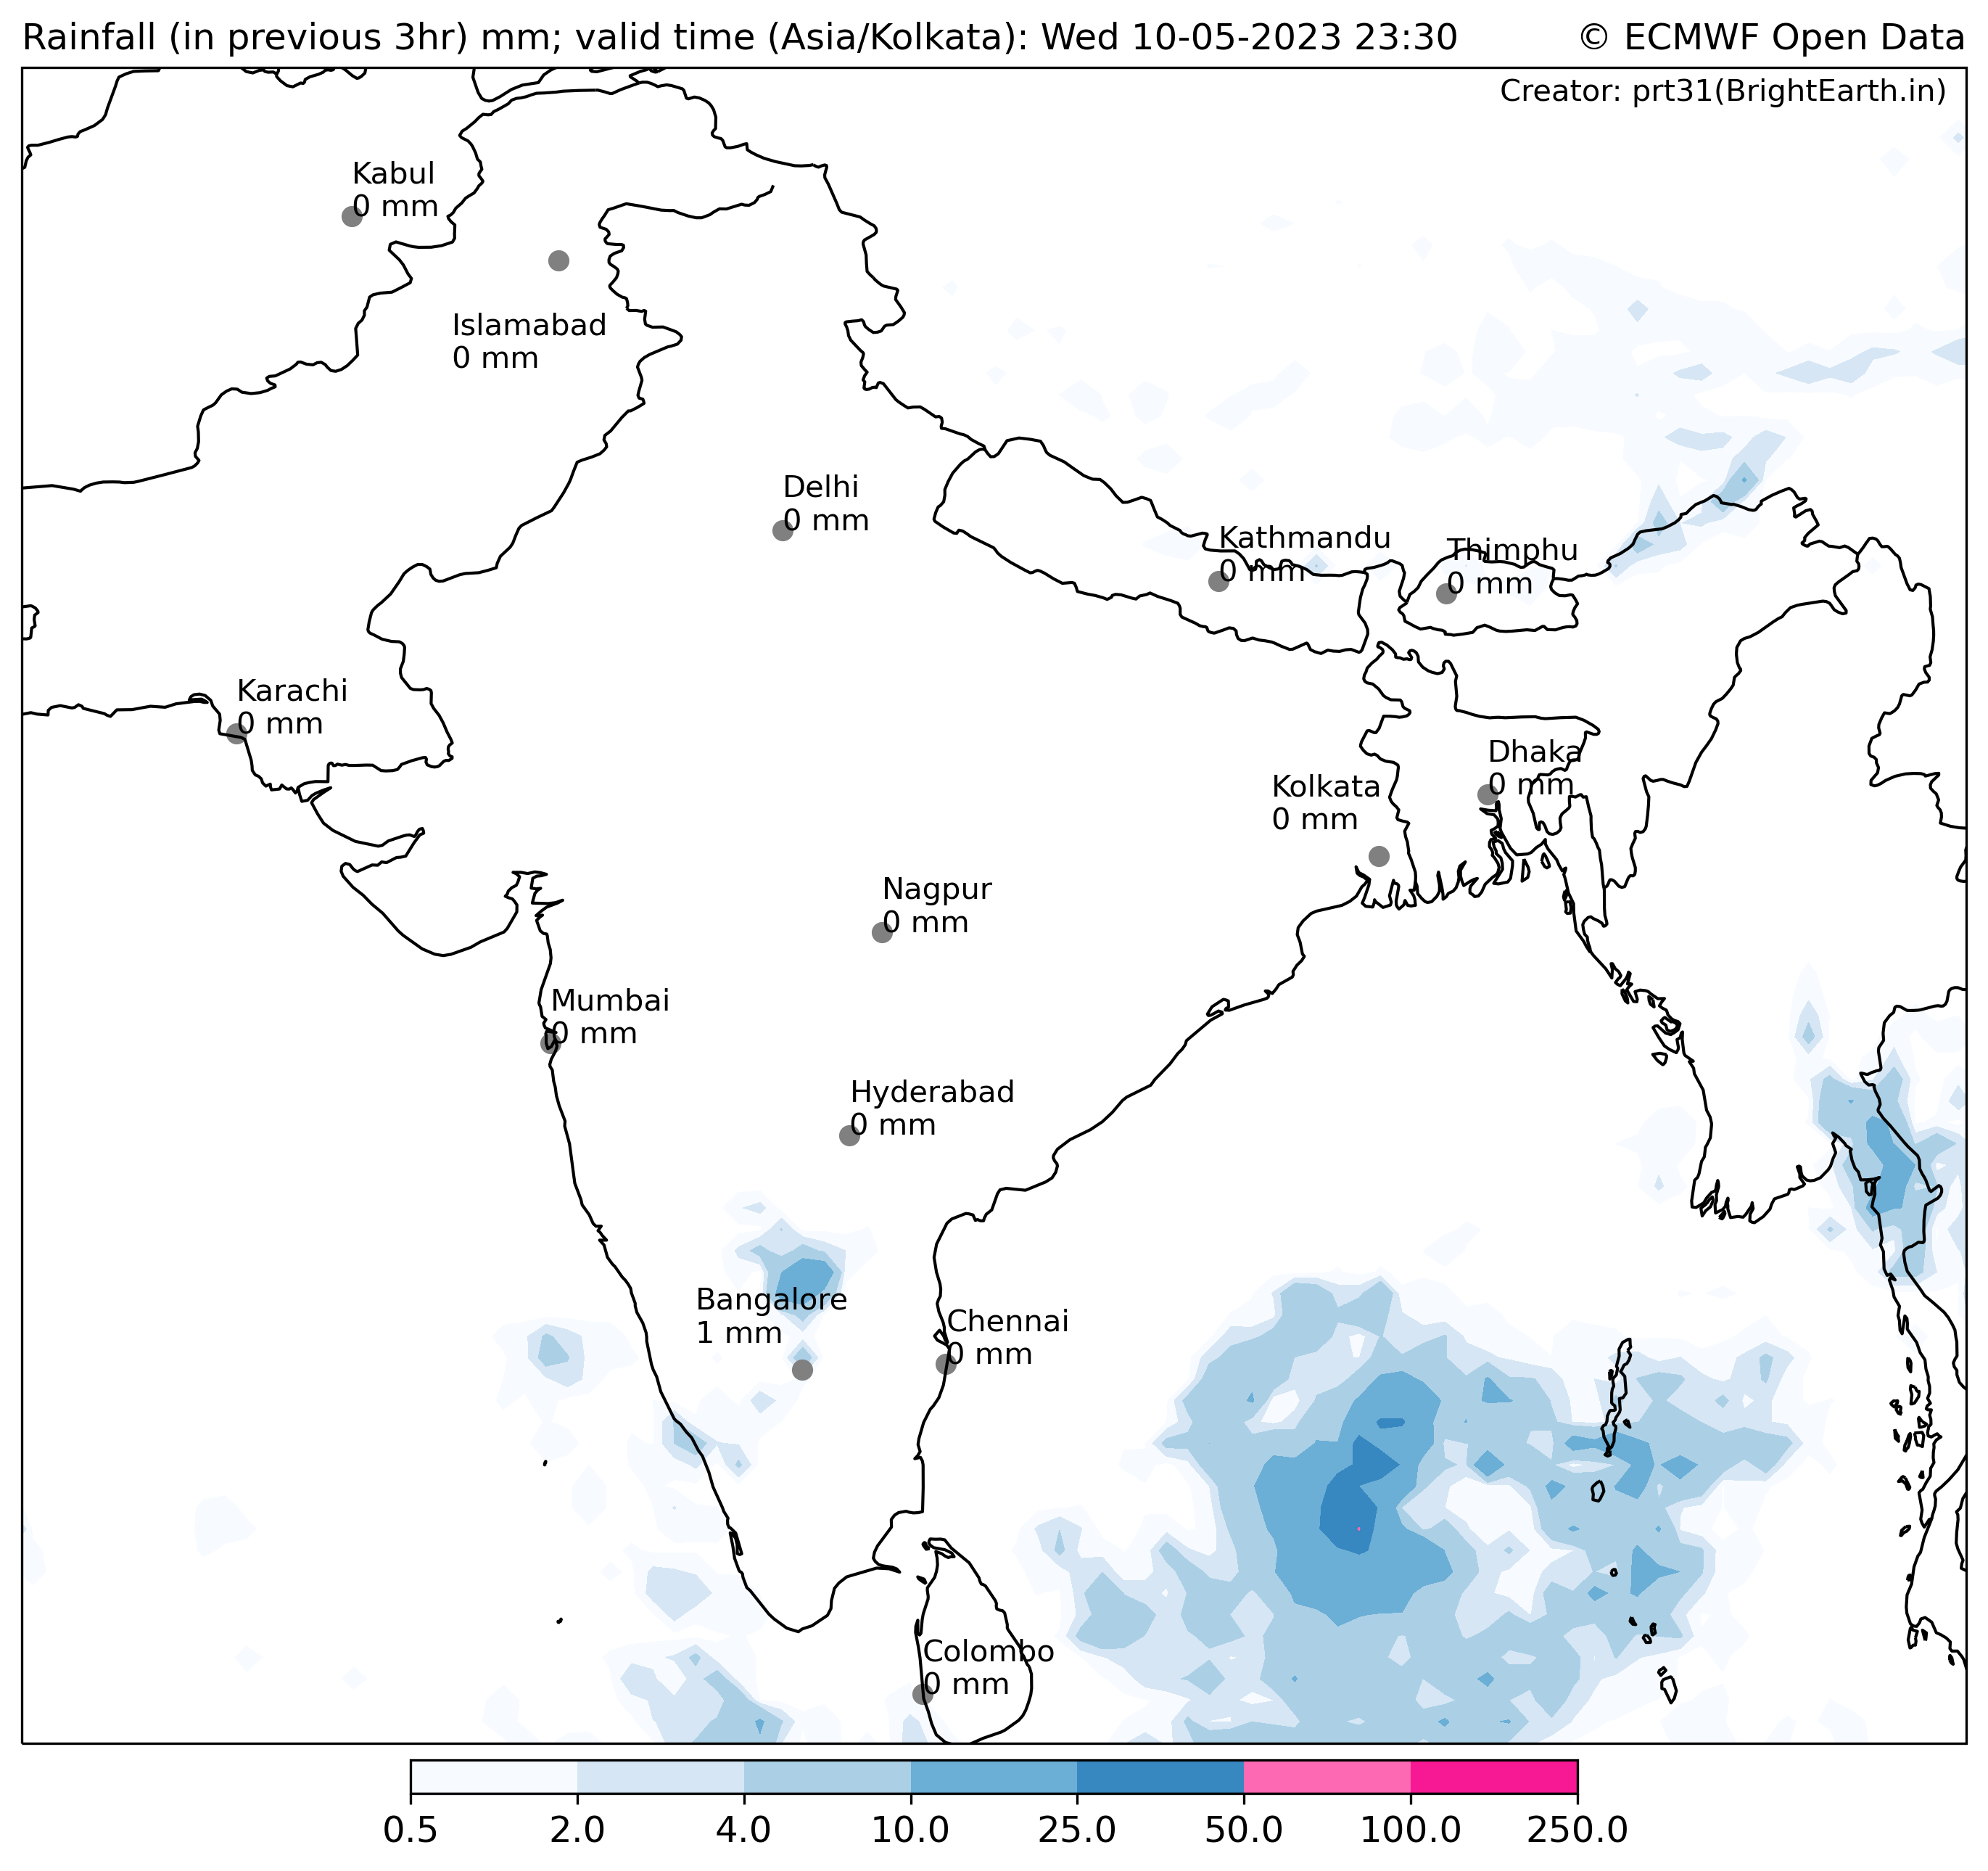 Rainfall (in previous 3hr) mm; valid time (Asia/Kolkata): Wed 10-05-2023 23:30
© ECMWF Open Data
Creator: prt31(BrightEarth.in)
Kabul
0 mm
Islamabad
0 mm
Delhi
0 mm
Kathmandu
0 mm
Thimphu
0 mm
Karachi
0 mm
Dhaka
0 mm
Kolkata
0 mm
Nagpur
0 mm
Mumbai
0 mm
Hyderabad
0 mm
Bangalore
1 mm
Chennai
0 mm
Colombo
0 mm
0.5 2.0 4.0 10.0 25.0 50.0 100.0 250.0